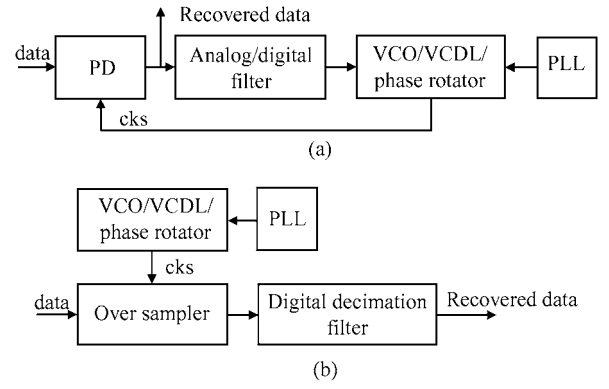 Recovered data
data
PD
Analog/digital
filter
VCO/VCDL/
phase rotator
PLL
cks
(a)
VCO/VCDL/
phase rotator
PLL
cks
data
Over sampler
Digital decimation
filter
Recovered data
(b)